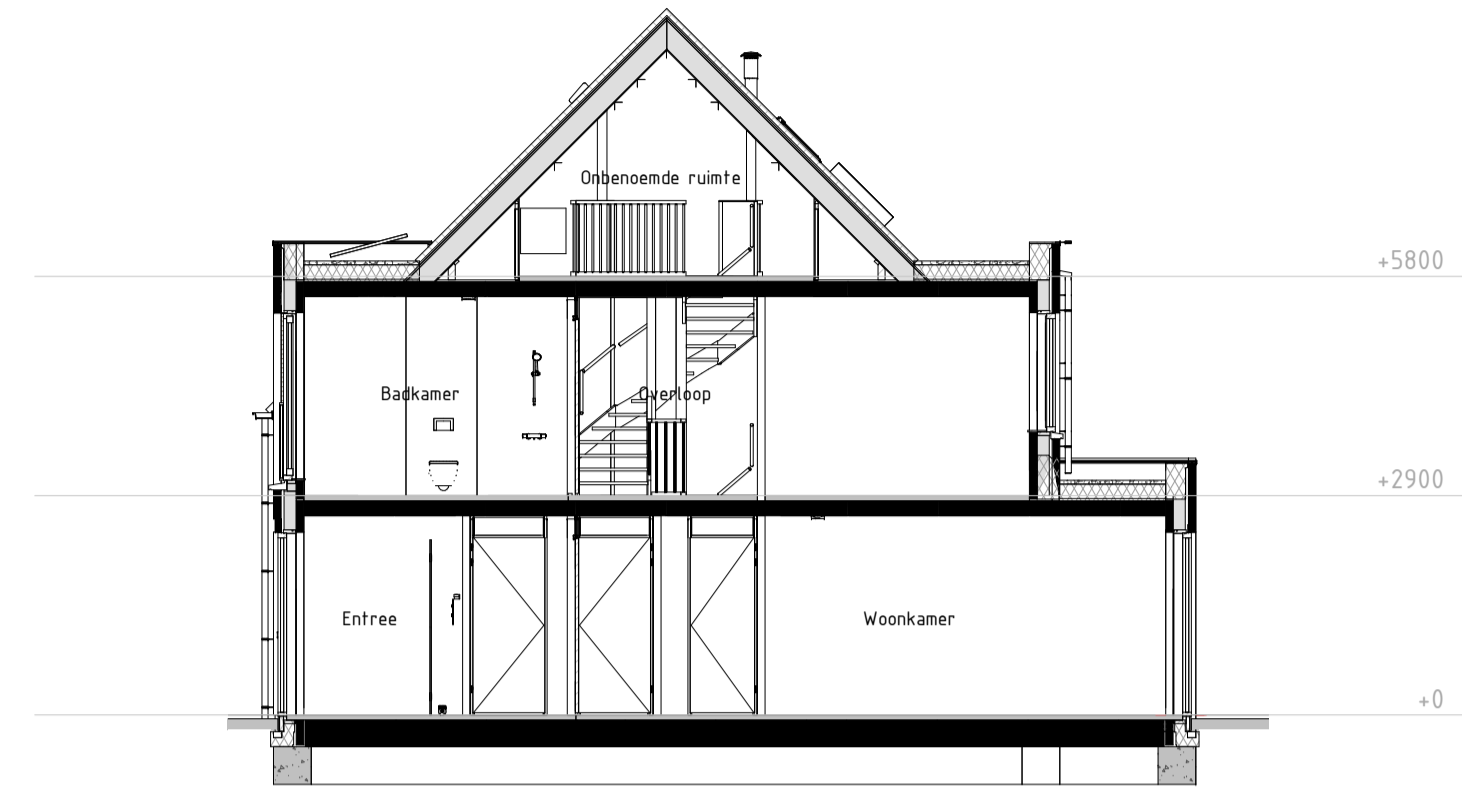 Onbenoemde ruimte
+5800
Badkamer
Overloop
+2900
Entree
Woonkamer
+0